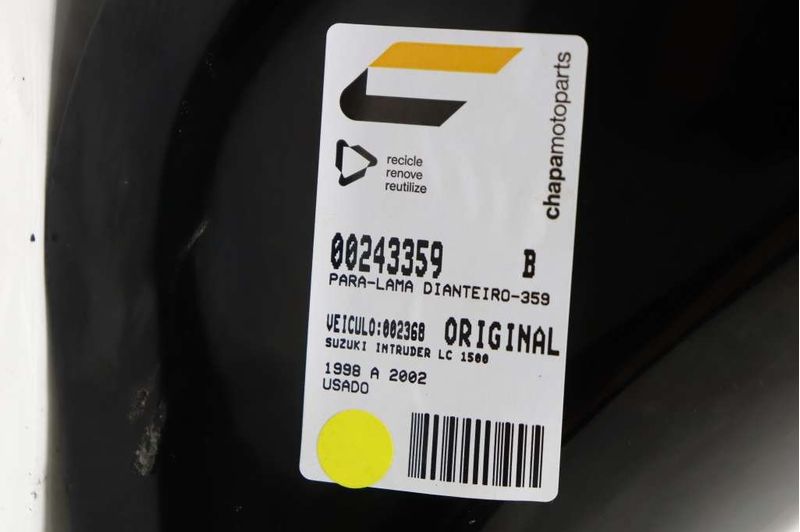 chapamotoparts
recicle
renove
reutilize
00243359 B
PARA-LAMA DIANTEIRO-359
VEICULO:002368 ORIGINAL
SUZUKI INTRUDER LC 1500
1998 A 2002
USADO